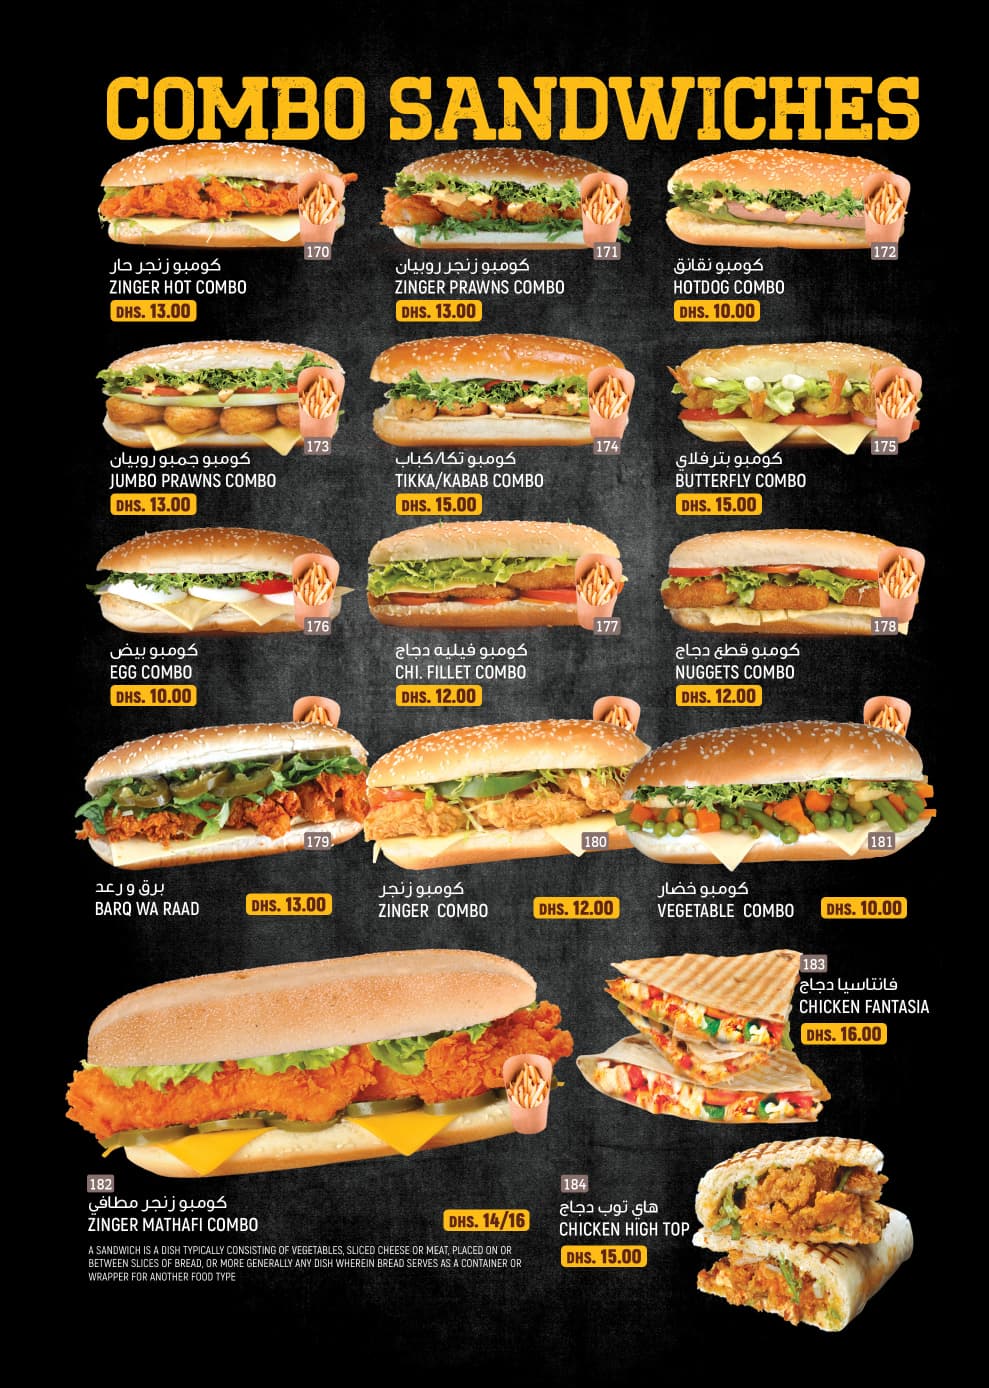 COMBO SANDWICHES
170
كومبو زنجر حار
ZINGER HOT COMBO
DHS. 13.00
171
كومبو زنجر روبيان
ZINGER PRAWNS COMBO
DHS. 13.00
172
كومبو نقانق
HOTDOG COMBO
DHS. 10.00
173
كومبو جمبو روبيان
JUMBO PRAWNS COMBO
DHS. 13.00
174
كومبو تكا/كباب
TIKKA/KABAB COMBO
DHS. 15.00
175
كومبو بترفلاي
BUTTERFLY COMBO
DHS. 15.00
176
كومبو بيض
EGG COMBO
DHS. 10.00
177
كومبو فيليه دجاج
CHI. FILLET COMBO
DHS. 12.00
178
كومبو قطع دجاج
NUGGETS COMBO
DHS. 12.00
179
برق و رعد
BARQ WA RAAD
DHS. 13.00
180
كومبو زنجر
ZINGER COMBO
DHS. 12.00
181
كومبو خضار
VEGETABLE COMBO
DHS. 10.00
182
كومبو زنجر مطافي
ZINGER MATHAFI COMBO
DHS. 14/16
A SANDWICH IS A DISH TYPICALLY CONSISTING OF VEGETABLES, SLICED CHEESE OR MEAT, PLACED ON OR
BETWEEN SLICES OF BREAD, OR MORE GENERALLY ANY DISH WHEREIN BREAD SERVES AS A CONTAINER OR
WRAPPER FOR ANOTHER FOOD TYPE
183
فانتاسيا دجاج
CHICKEN FANTASIA
DHS. 16.00
184
هاي توب دجاج
CHICKEN HIGH TOP
DHS. 15.00